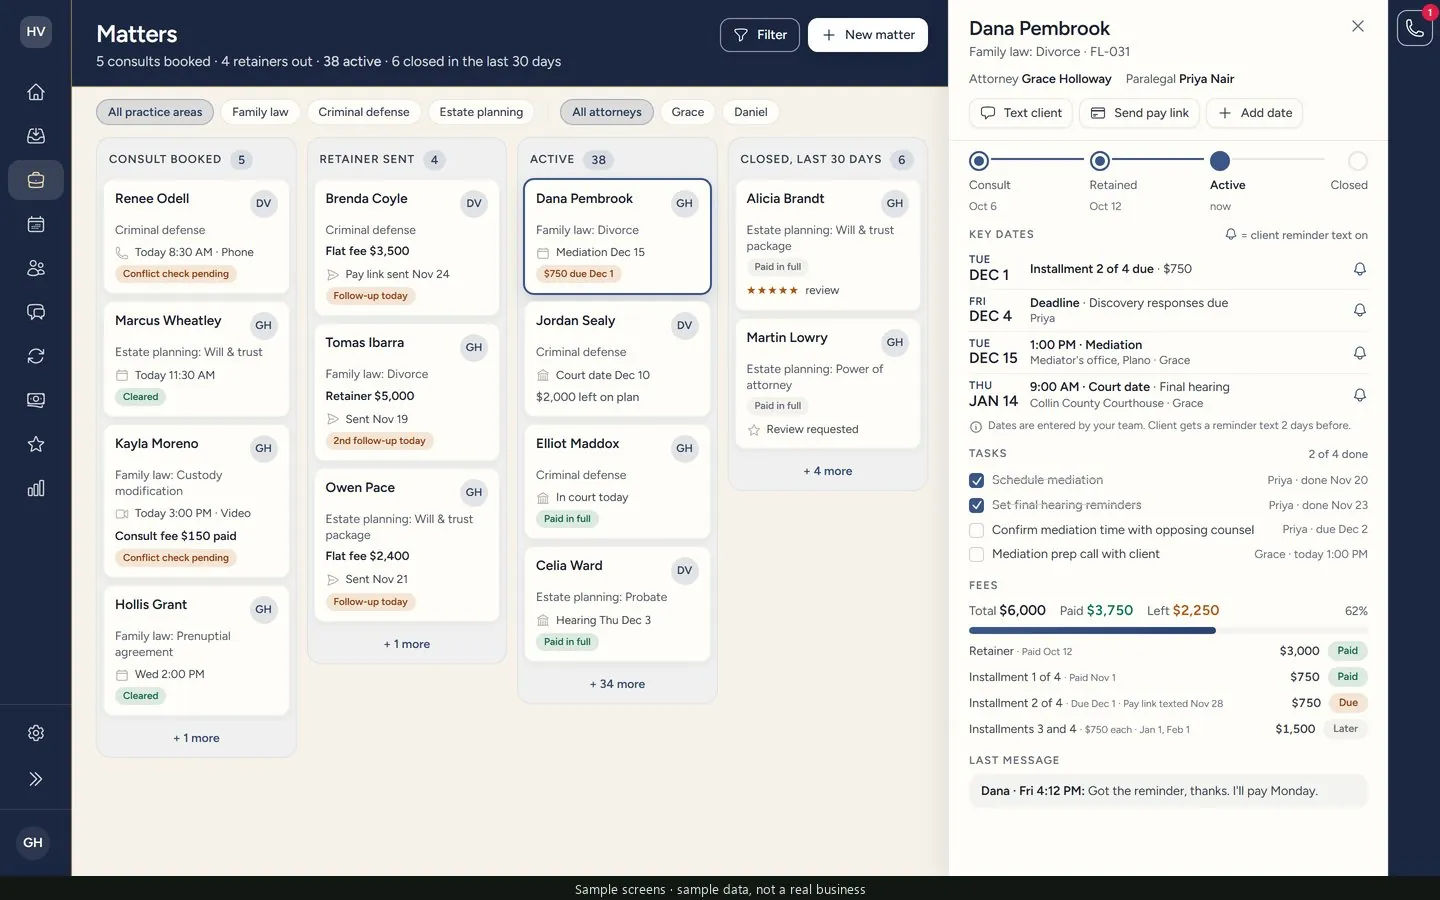 HV
GH
Matters
5 consults booked · 4 retainers out · 38 active · 6 closed in the last 30 days
Filter
New matter
All practice areas
Family law
Criminal defense
Estate planning
All attorneys
Grace
Daniel
CONSULT BOOKED 5
Renee Odell DV
Criminal defense
Today 8:30 AM · Phone
Conflict check pending
Marcus Wheatley GH
Estate planning: Will & trust
Today 11:30 AM
Cleared
Kayla Moreno GH
Family law: Custody
modification
Today 3:00 PM · Video
Consult fee $150 paid
Conflict check pending
Hollis Grant GH
Family law: Prenuptial
agreement
Wed 2:00 PM
Cleared
+ 1 more
RETAINER SENT 4
Brenda Coyle DV
Criminal defense
Flat fee $3,500
Pay link sent Nov 24
Follow-up today
Tomas Ibarra GH
Family law: Divorce
Retainer $5,000
Sent Nov 19
2nd follow-up today
Owen Pace GH
Estate planning: Will & trust
package
Flat fee $2,400
Sent Nov 21
Follow-up today
+ 1 more
ACTIVE 38
Dana Pembrook GH
Family law: Divorce
Mediation Dec 15
$750 due Dec 1
Jordan Sealy DV
Criminal defense
Court date Dec 10
$2,000 left on plan
Elliot Maddox GH
Criminal defense
In court today
Paid in full
Celia Ward DV
Estate planning: Probate
Hearing Thu Dec 3
Paid in full
+ 34 more
CLOSED, LAST 30 DAYS 6
Alicia Brandt GH
Estate planning: Will & trust
package
Paid in full
★★★★★ review
Martin Lowry GH
Estate planning: Power of
attorney
Paid in full
Review requested
+ 4 more
Dana Pembrook
Family law: Divorce · FL-031
Attorney Grace Holloway Paralegal Priya Nair
Text client
Send pay link
Add date
Consult
Oct 6
Retained
Oct 12
Active
now
Closed
KEY DATES = client reminder text on
TUE
DEC 1
Installment 2 of 4 due · $750
FRI
DEC 4
Deadline · Discovery responses due
Priya
TUE
DEC 15
1:00 PM · Mediation
Mediator's office, Plano · Grace
THU
JAN 14
9:00 AM · Court date · Final hearing
Collin County Courthouse · Grace
Dates are entered by your team. Client gets a reminder text 2 days before.
TASKS 2 of 4 done
Schedule mediation Priya · done Nov 20
Set final hearing reminders Priya · done Nov 23
Confirm mediation time with opposing counsel Priya · due Dec 2
Mediation prep call with client Grace · today 1:00 PM
FEES
Total $6,000 Paid $3,750 Left $2,250 62%
Retainer · Paid Oct 12 $3,000 Paid
Installment 1 of 4 · Paid Nov 1 $750 Paid
Installment 2 of 4 · Due Dec 1 · Pay link texted Nov 28 $750 Due
Installments 3 and 4 · $750 each · Jan 1, Feb 1 $1,500 Later
LAST MESSAGE
Dana · Fri 4:12 PM: Got the reminder, thanks. I'll pay Monday.
1
Sample screens · sample data, not a real business